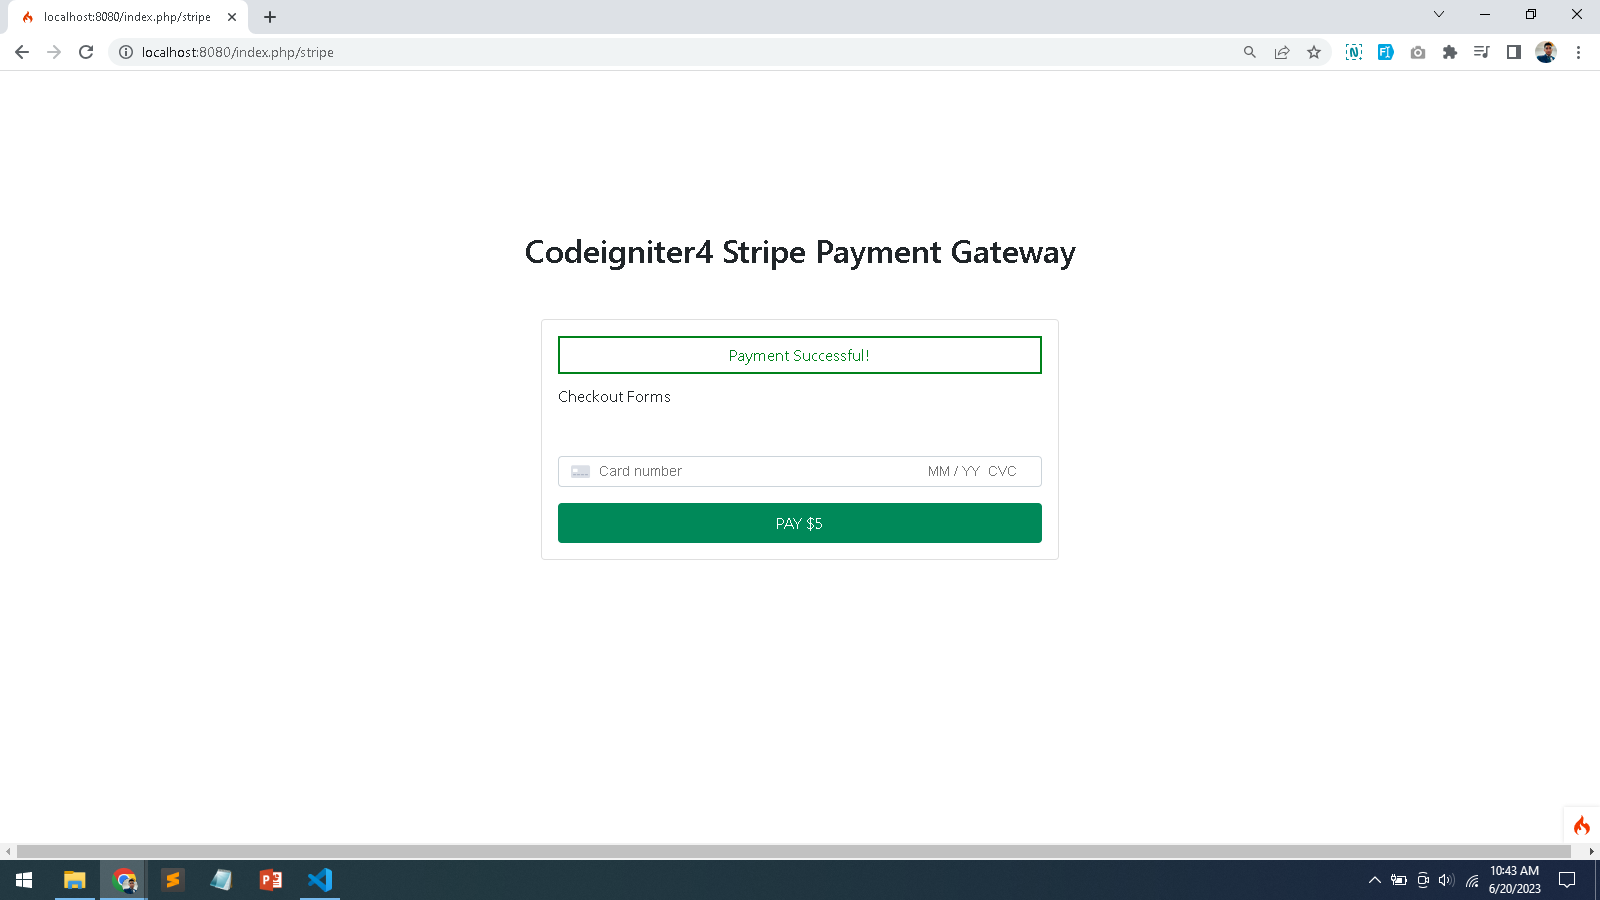 localhost:8080/index.php/stripe
localhost:8080/index.php/stripe
Codeigniter4 Stripe Payment Gateway
Payment Successful!
Checkout Forms
Card number MM / YY CVC
PAY $5
10:43 AM
6/20/2023